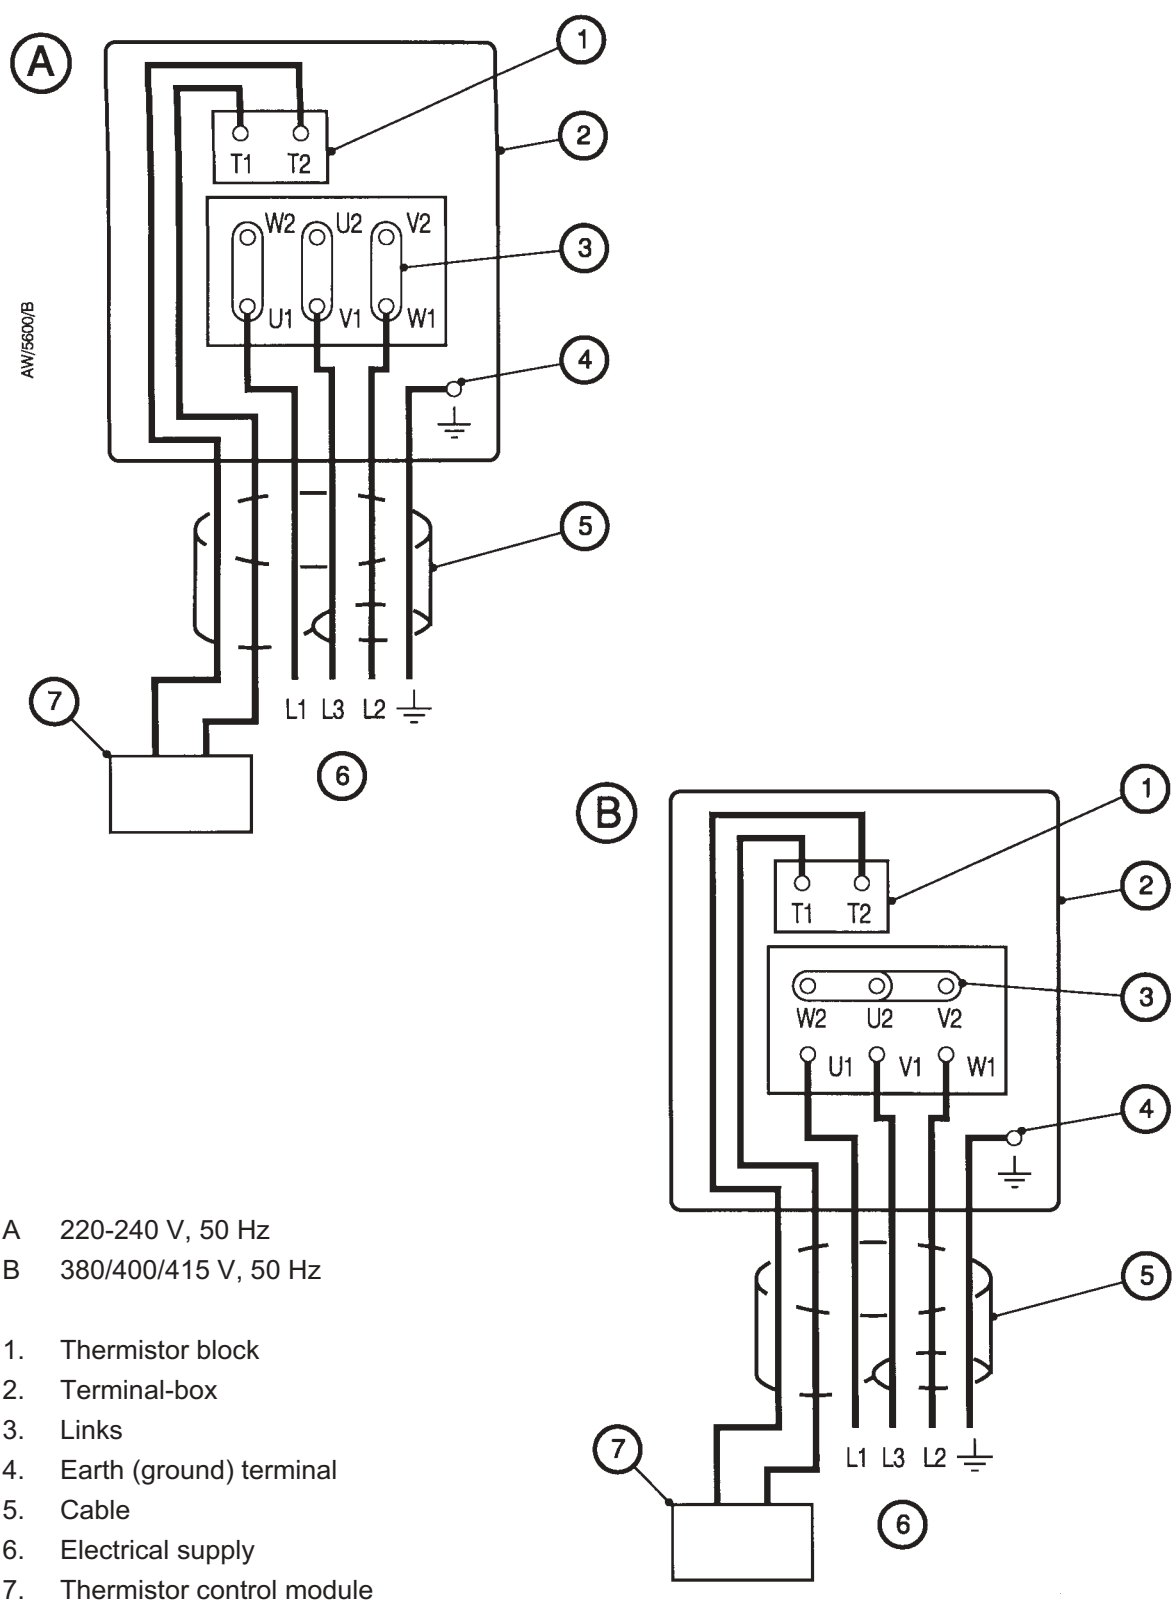 A
1
2
T1 T2
W2 U2 V2
3
U1 V1 W1
4
AW/5600/B
5
7
L1 L3 L2
6
B
1
2
T1 T2
3
W2 U2 V2
U1 V1 W1
4
5
7
L1 L3 L2
6
A 220-240 V, 50 Hz
B 380/400/415 V, 50 Hz
1. Thermistor block
2. Terminal-box
3. Links
4. Earth (ground) terminal
5. Cable
6. Electrical supply
7. Thermistor control module